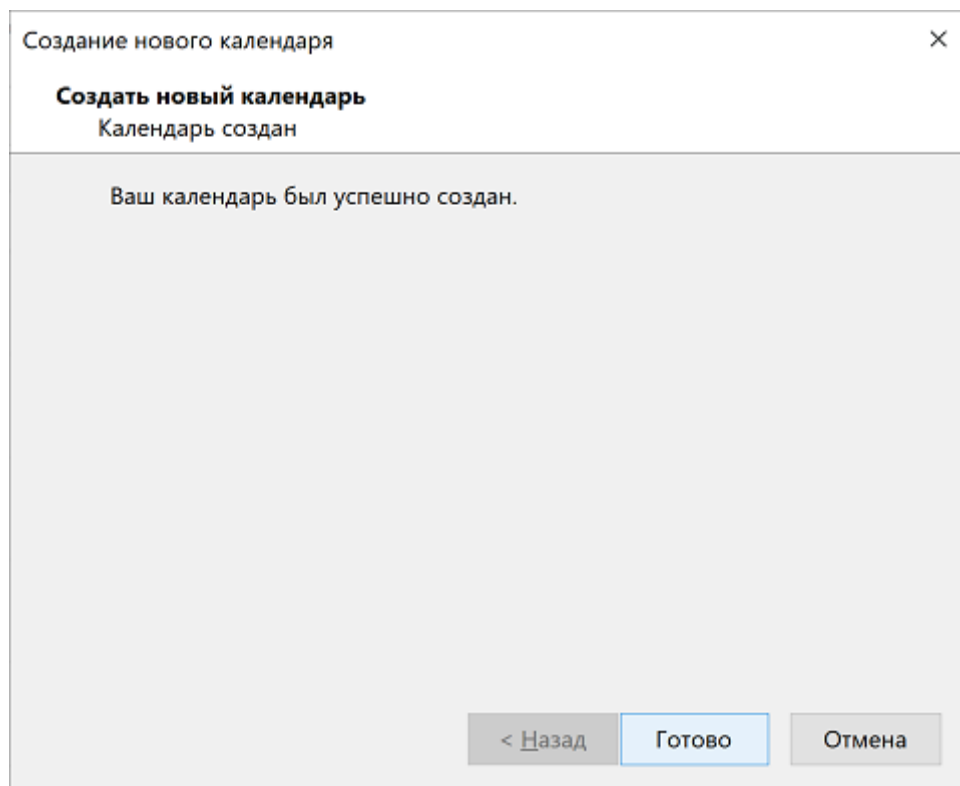 Создание нового календаря
Создать новый календарь
Календарь создан
Ваш календарь был успешно создан.
< Назад
Готово
Отмена